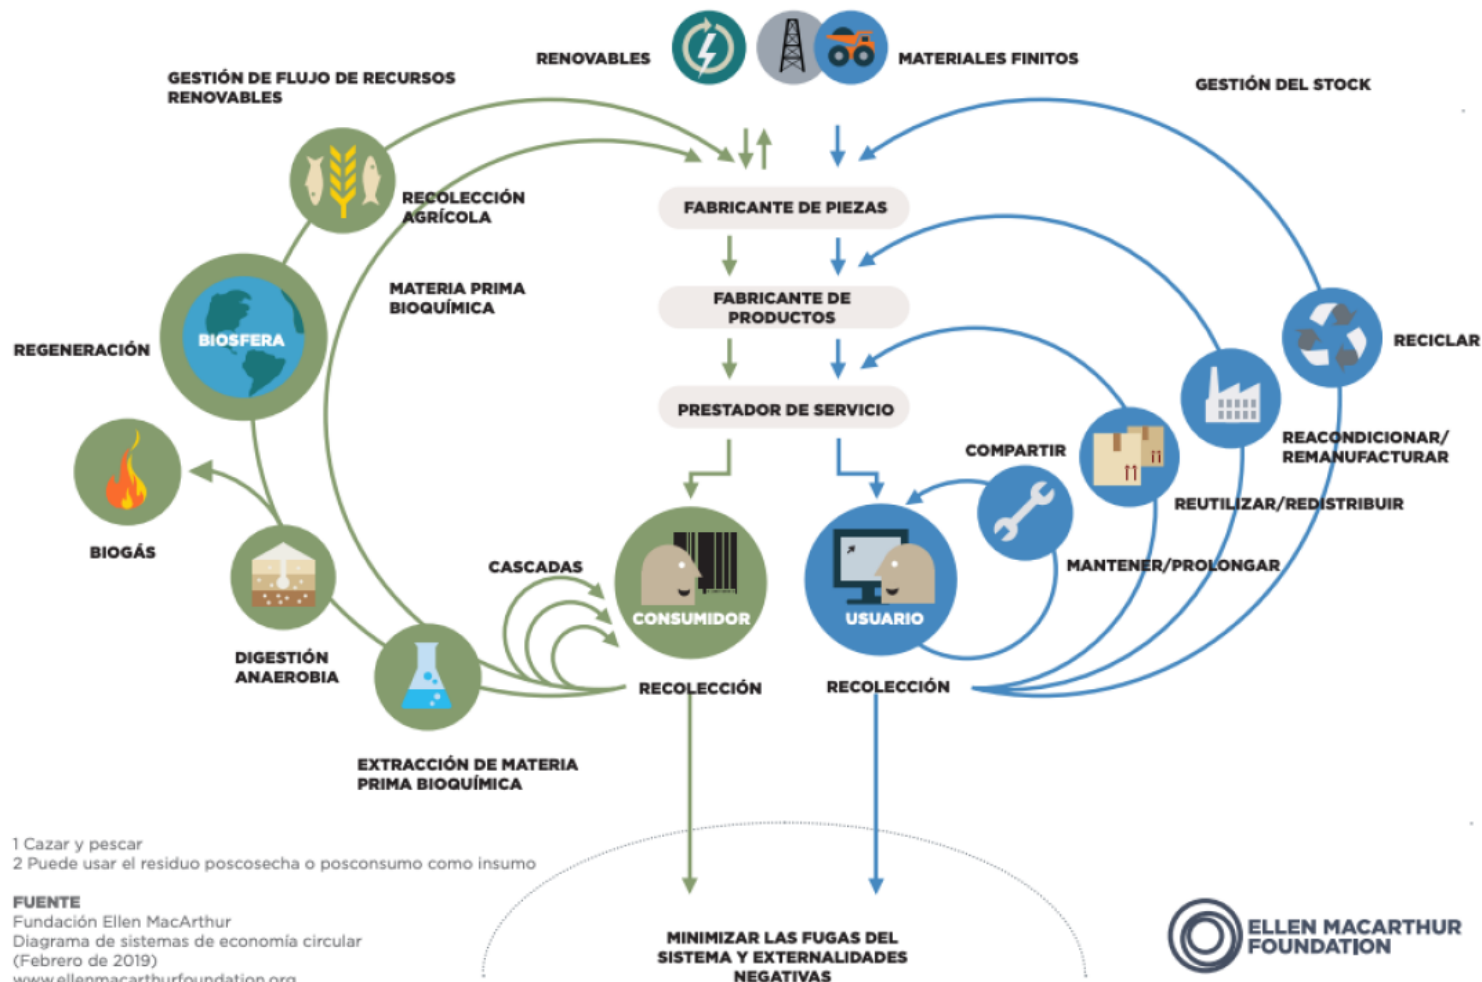 RENOVABLES
MATERIALES FINITOS
GESTIÓN DE FLUJO DE RECURSOS
RENOVABLES
GESTIÓN DEL STOCK
RECOLECCIÓN
AGRÍCOLA
FABRICANTE DE PIEZAS
MATERIA PRIMA
BIOQUÍMICA
FABRICANTE DE
PRODUCTOS
BIOSFERA
REGENERACIÓN
RECICLAR
PRESTADOR DE SERVICIO
REACONDICIONAR/
REMANUFACTURAR
COMPARTIR
REUTILIZAR/REDISTRIBUIR
BIOGÁS
CASCADAS
MANTENER/PROLONGAR
CONSUMIDOR
USUARIO
DIGESTIÓN
ANAEROBIA
RECOLECCIÓN
RECOLECCIÓN
EXTRACCIÓN DE MATERIA
PRIMA BIOQUÍMICA
1 Cazar y pescar
2 Puede usar el residuo poscosecha o posconsumo como insumo
FUENTE
Fundación Ellen MacArthur
Diagrama de sistemas de economía circular
(Febrero de 2019)
www.ellenmacarthurfoundation.org
MINIMIZAR LAS FUGAS DEL
SISTEMA Y EXTERNALIDADES
NEGATIVAS
ELLEN MACARTHUR
FOUNDATION